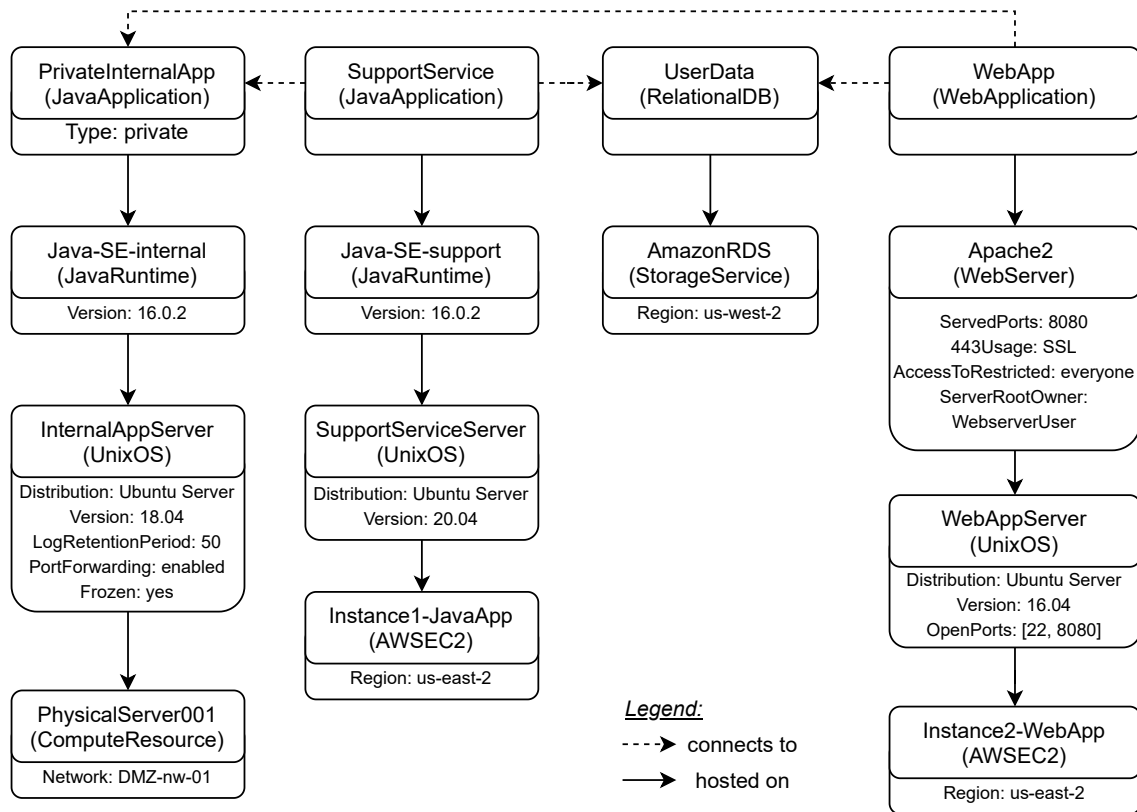 PrivateInternalApp
(JavaApplication)
Type: private
SupportService
(JavaApplication)
UserData
(RelationalDB)
WebApp
(WebApplication)
Java-SE-internal
(JavaRuntime)
Version: 16.0.2
Java-SE-support
(JavaRuntime)
Version: 16.0.2
AmazonRDS
(StorageService)
Region: us-west-2
Apache2
(WebServer)
ServedPorts: 8080
443Usage: SSL
AccessToRestricted: everyone
ServerRootOwner:
WebserverUser
InternalAppServer
(UnixOS)
Distribution: Ubuntu Server
Version: 18.04
LogRetentionPeriod: 50
PortForwarding: enabled
Frozen: yes
SupportServiceServer
(UnixOS)
Distribution: Ubuntu Server
Version: 20.04
WebAppServer
(UnixOS)
Distribution: Ubuntu Server
Version: 16.04
OpenPorts: [22, 8080]
Instance1-JavaApp
(AWSEC2)
Region: us-east-2
PhysicalServer001
(ComputeResource)
Network: DMZ-nw-01
Legend:
connects to
hosted on
Instance2-WebApp
(AWSEC2)
Region: us-east-2